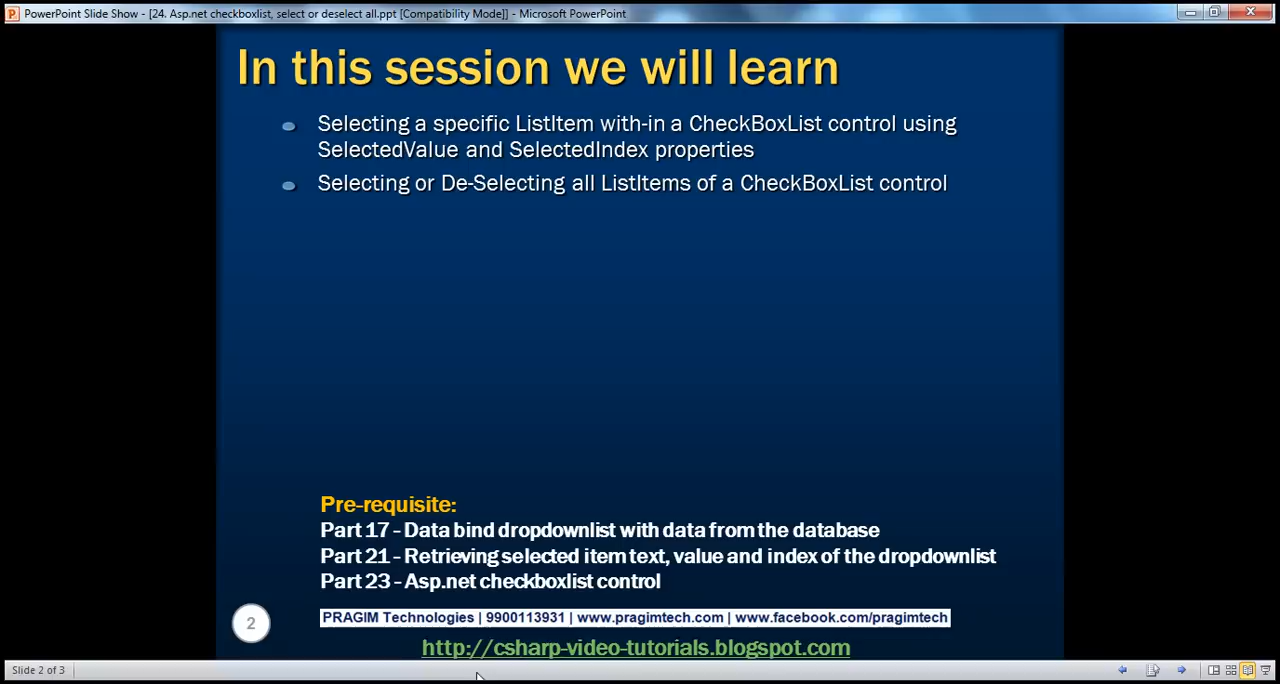 PowerPoint Slide Show - [24. Asp.net checkboxlist, select or deselect all.ppt [Compatibility Mode]] - Microsoft PowerPoint
In this session we will learn
Selecting a specific ListItem with-in a CheckBoxList control using
SelectedValue and SelectedIndex properties
Selecting or De-Selecting all ListItems of a CheckBoxList control
Pre-requisite:
Part 17 - Data bind dropdownlist with data from the database
Part 21 - Retrieving selected item text, value and index of the dropdownlist
Part 23 - Asp.net checkboxlist control
2
PRAGIM Technologies | 9900113931 | www.pragimtech.com | www.facebook.com/pragimtech
http://csharp-video-tutorials.blogspot.com
Slide 2 of 3